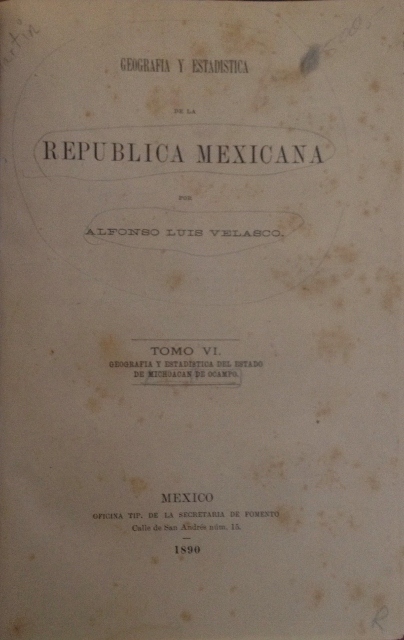 GEOGRAFIA Y ESTADISTICA
DE LA
REPUBLICA MEXICANA
POR
ALFONSO LUIS VELASCO.
TOMO VI.
GEOGRAFIA Y ESTADÍSTICA DEL ESTADO
DE MICHOACAN DE OCAMPO.
MEXICO
OFICINA TIP. DE LA SECRETARIA DE FOMENTO
Calle de San Andrés núm. 15.
1890
R